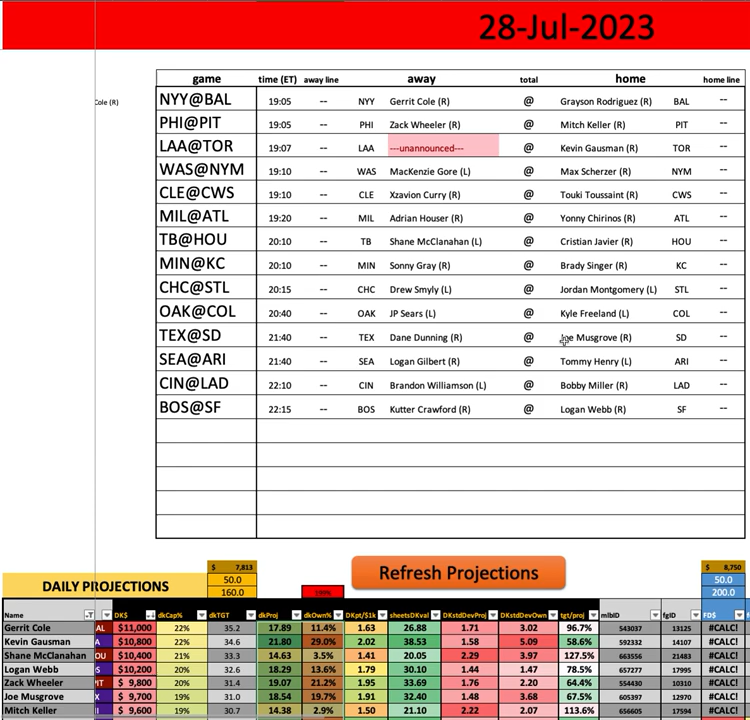 28-Jul-2023
game time (ET) away line away total home home line
Cole (R)
NYY@BAL 19:05 -- NYY Gerrit Cole (R) @ Grayson Rodriguez (R) BAL --
PHI@PIT 19:05 -- PHI Zack Wheeler (R) @ Mitch Keller (R) PIT --
LAA@TOR 19:07 -- LAA ---unannounced--- @ Kevin Gausman (R) TOR --
WAS@NYM 19:10 -- WAS MacKenzie Gore (L) @ Max Scherzer (R) NYM --
CLE@CWS 19:10 -- CLE Xzavion Curry (R) @ Touki Toussaint (R) CWS --
MIL@ATL 19:20 -- MIL Adrian Houser (R) @ Yonny Chirinos (R) ATL --
TB@HOU 20:10 -- TB Shane McClanahan (L) @ Cristian Javier (R) HOU --
MIN@KC 20:10 -- MIN Sonny Gray (R) @ Brady Singer (R) KC --
CHC@STL 20:15 -- CHC Drew Smyly (L) @ Jordan Montgomery (L) STL --
OAK@COL 20:40 -- OAK JP Sears (L) @ Kyle Freeland (L) COL --
TEX@SD 21:40 -- TEX Dane Dunning (R) @ Joe Musgrove (R) SD --
SEA@ARI 21:40 -- SEA Logan Gilbert (R) @ Tommy Henry (L) ARI --
CIN@LAD 22:10 -- CIN Brandon Williamson (L) @ Bobby Miller (R) LAD --
BOS@SF 22:15 -- BOS Kutter Crawford (R) @ Logan Webb (R) SF --
$ 7,813 $ 8,750
DAILY PROJECTIONS 50.0 Refresh Projections 50.0
160.0 200.0
Name DK$ dkCap% dkTGT dkProj dkOwn% DKpt/$1k sheetsDKval DKstdDevProj DKstdDevOwn tgt/proj mlbID fgID FD$
Gerrit Cole AL $11,000 22% 35.2 17.89 11.4% 1.63 26.88 1.71 3.02 96.7% 543037 13125 #CALC!
Kevin Gausman A $10,800 22% 34.6 21.80 29.0% 2.02 38.53 1.58 5.09 58.6% 592332 14107 #CALC!
Shane McClanahan OU $10,400 21% 33.3 14.63 3.5% 1.41 20.05 2.29 3.97 127.5% 663556 21483 #CALC!
Logan Webb S $10,200 20% 32.6 18.29 13.6% 1.79 30.10 1.44 1.47 78.5% 657277 17995 #CALC!
Zack Wheeler PIT $ 9,800 20% 31.4 19.07 21.2% 1.95 33.69 1.76 2.20 64.4% 554430 10310 #CALC!
Joe Musgrove X $ 9,700 19% 31.0 18.54 19.7% 1.91 32.40 1.48 3.68 67.5% 605397 12970 #CALC!
Mitch Keller $ 9,600 19% 30.7 14.38 2.9% 1.50 21.10 2.22 2.07 113.6% 656605 17594 #CALC!